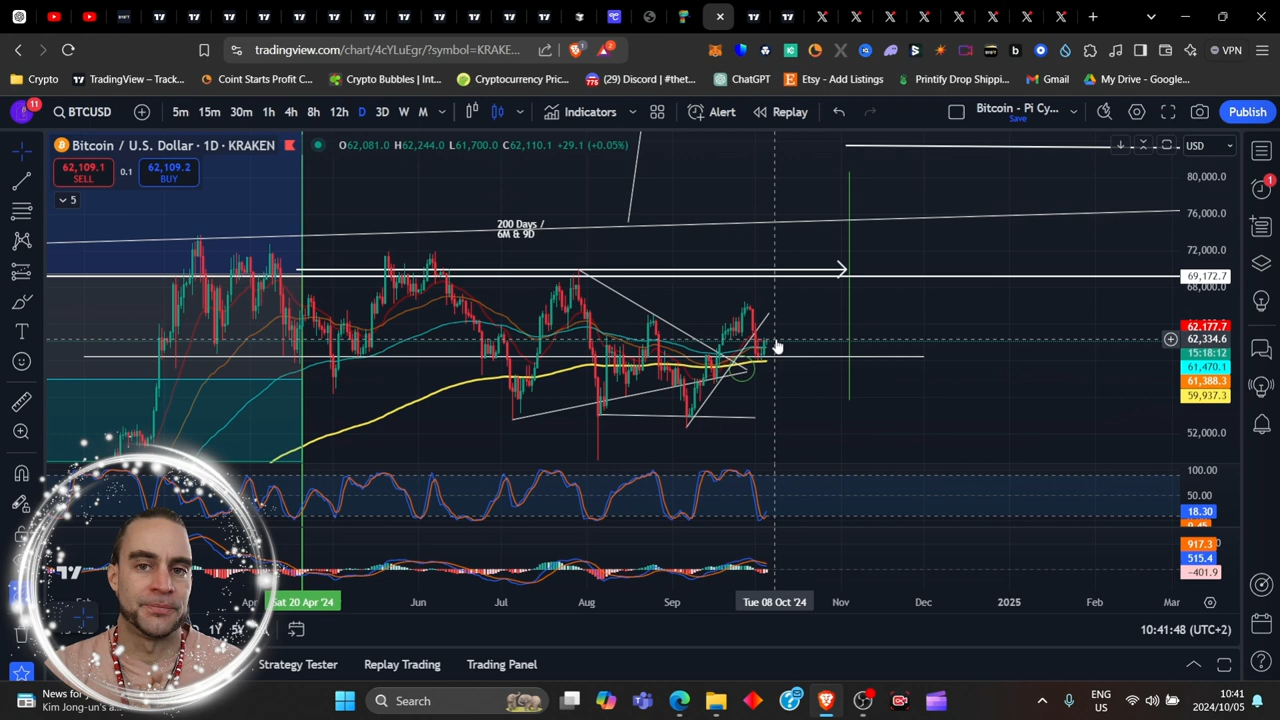 tradingview.com/chart/4cYLuEgr/?symbol=KRAKE...
VPN
Crypto
TradingView – Track...
Coint Starts Profit C...
Crypto Bubbles | Int...
Cryptocurrency Pric...
(29) Discord | #thet...
ChatGPT
Etsy - Add Listings
Printify Drop Shippi...
Gmail
My Drive - Google...
11
BTCUSD
5m 15m 30m 1h 4h 8h 12h D 3D W M
Indicators
Alert
Replay
Bitcoin - Pi Cy...
Save
Publish
Bitcoin / U.S. Dollar · 1D · KRAKEN
O62,081.0 H62,244.0 L61,700.0 C62,110.1 +29.1 (+0.05%)
USD
62,109.1
SELL
0.1
62,109.2
BUY
5
200 Days /
6M & 9D
80,000.0
76,000.0
72,000.0
69,172.7
68,000.0
62,177.7
62,334.6
15:18:12
61,470.1
61,388.3
59,937.3
52,000.0
100.00
50.00
18.30
9.45
917.3
515.4
-401.9
Apr
Sat 20 Apr '24
Jun
Jul
Aug
Sep
Tue 08 Oct '24
Nov
Dec
2025
Feb
Mar
1Y 5Y
10:41:48 (UTC+2)
Strategy Tester
Replay Trading
Trading Panel
News for y
Kim Jong-un's a...
Search
ENG
US
10:41
2024/10/05